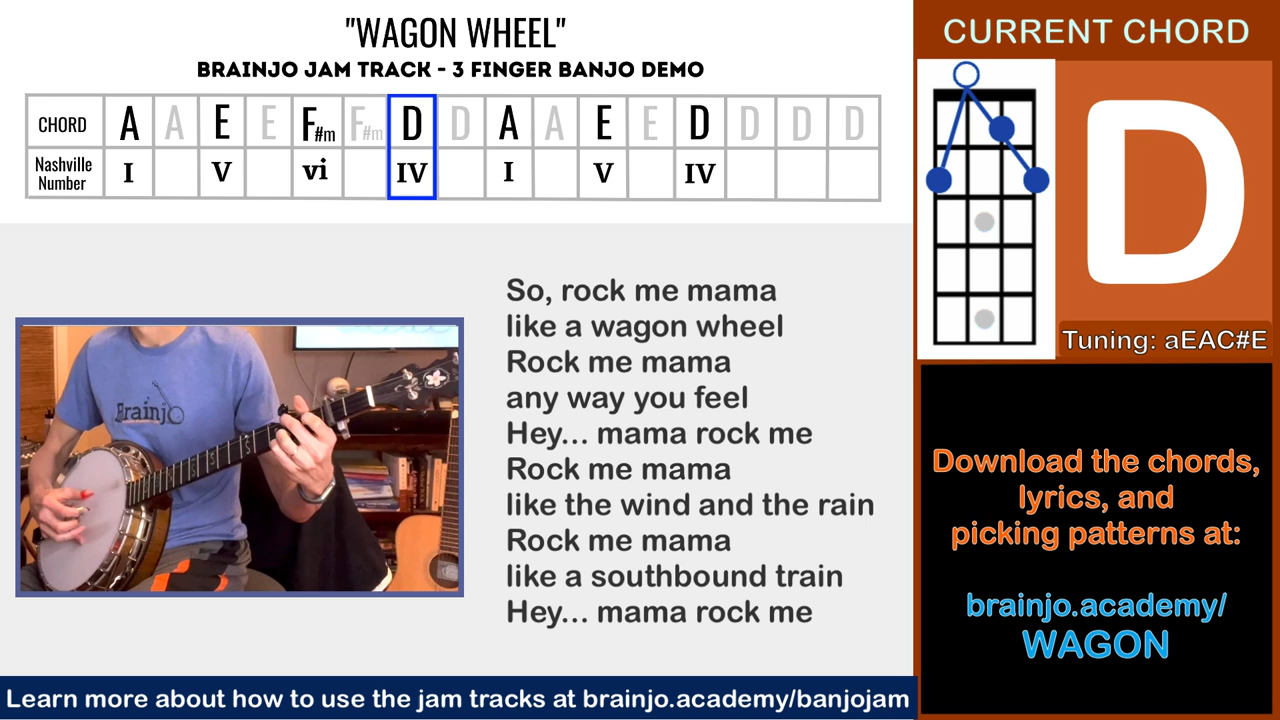 "WAGON WHEEL"
BRAINJO JAM TRACK - 3 FINGER BANJO DEMO
CHORD A A E E F#m F#m D D A A E E D D D D
Nashville Number I V vi IV I V IV
So, rock me mama
like a wagon wheel
Rock me mama
any way you feel
Hey... mama rock me
Rock me mama
like the wind and the rain
Rock me mama
like a southbound train
Hey... mama rock me
Brainjo
Learn more about how to use the jam tracks at brainjo.academy/banjojam
CURRENT CHORD
D
Tuning: aEAC#E
Download the chords,
lyrics, and
picking patterns at:
brainjo.academy/
WAGON